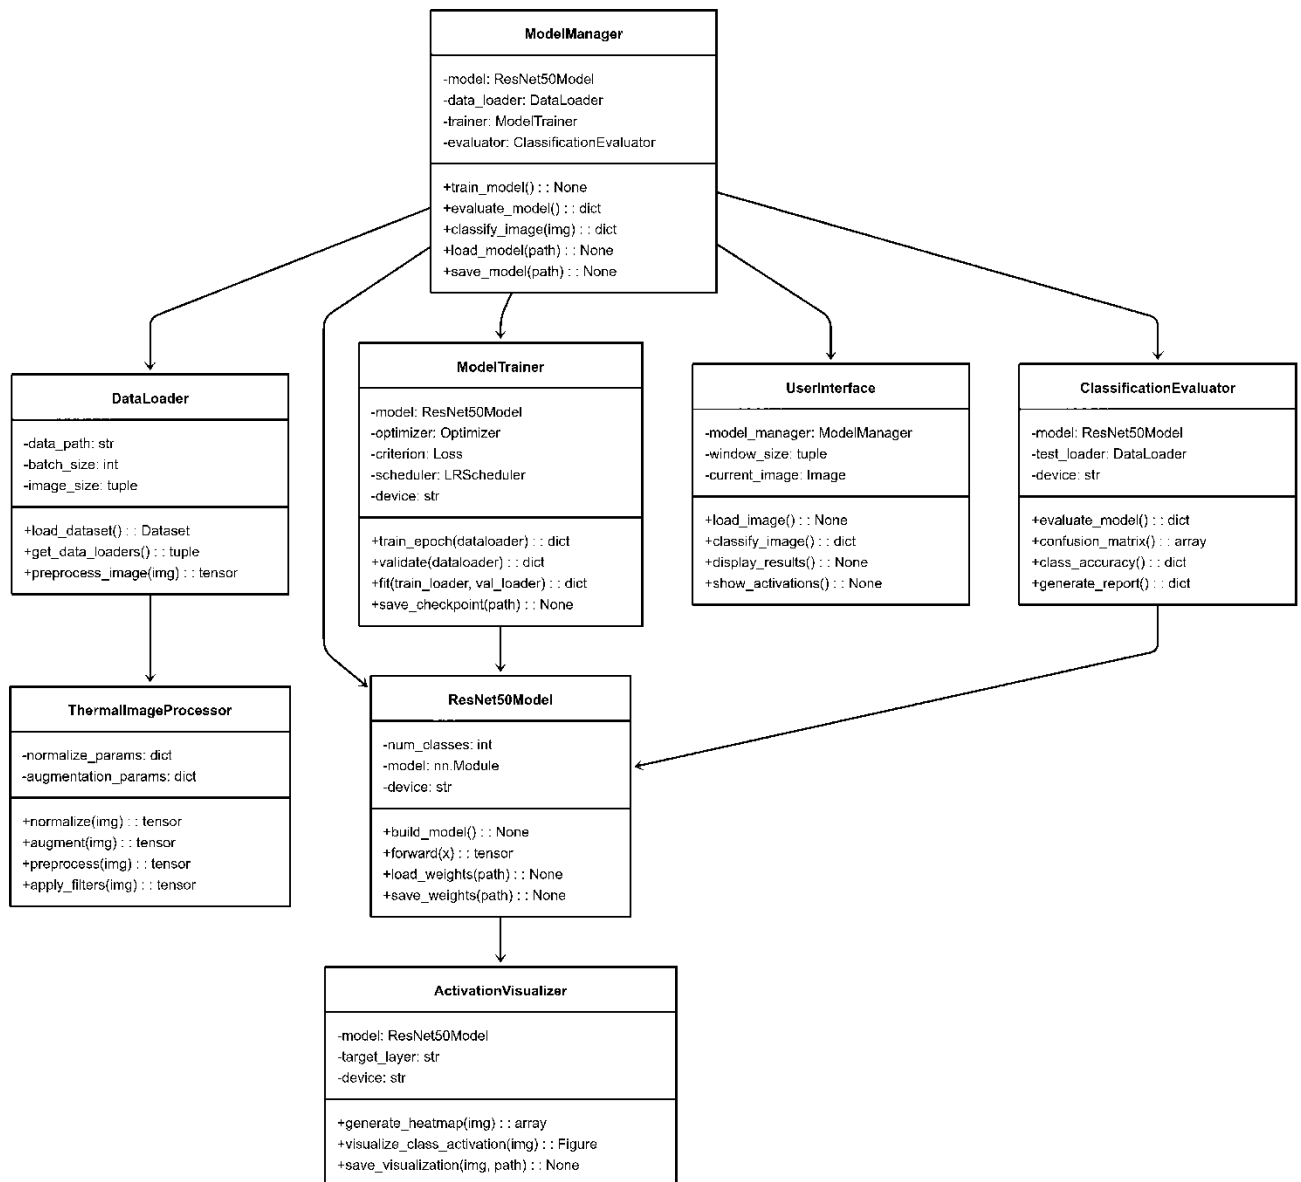 ModelManager
-model: ResNet50Model
-data_loader: DataLoader
-trainer: ModelTrainer
-evaluator: ClassificationEvaluator
+train_model() : : None
+evaluate_model() : : dict
+classify_image(img) : : dict
+load_model(path) : : None
+save_model(path) : : None
DataLoader
-data_path: str
-batch_size: int
-image_size: tuple
+load_dataset() : : Dataset
+get_data_loaders() : : tuple
+preprocess_image(img) : : tensor
ModelTrainer
-model: ResNet50Model
-optimizer: Optimizer
-criterion: Loss
-scheduler: LRScheduler
-device: str
+train_epoch(dataloader) : : dict
+validate(dataloader) : : dict
+fit(train_loader, val_loader) : : dict
+save_checkpoint(path) : : None
UserInterface
-model_manager: ModelManager
-window_size: tuple
-current_image: Image
+load_image() : : None
+classify_image() : : dict
+display_results() : : None
+show_activations() : : None
ClassificationEvaluator
-model: ResNet50Model
-test_loader: DataLoader
-device: str
+evaluate_model() : : dict
+confusion_matrix() : : array
+class_accuracy() : : dict
+generate_report() : : dict
ThermalImageProcessor
-normalize_params: dict
-augmentation_params: dict
+normalize(img) : : tensor
+augment(img) : : tensor
+preprocess(img) : : tensor
+apply_filters(img) : : tensor
ResNet50Model
-num_classes: int
-model: nn.Module
-device: str
+build_model() : : None
+forward(x) : : tensor
+load_weights(path) : : None
+save_weights(path) : : None
ActivationVisualizer
-model: ResNet50Model
-target_layer: str
-device: str
+generate_heatmap(img) : : array
+visualize_class_activation(img) : : Figure
+save_visualization(img, path) : : None